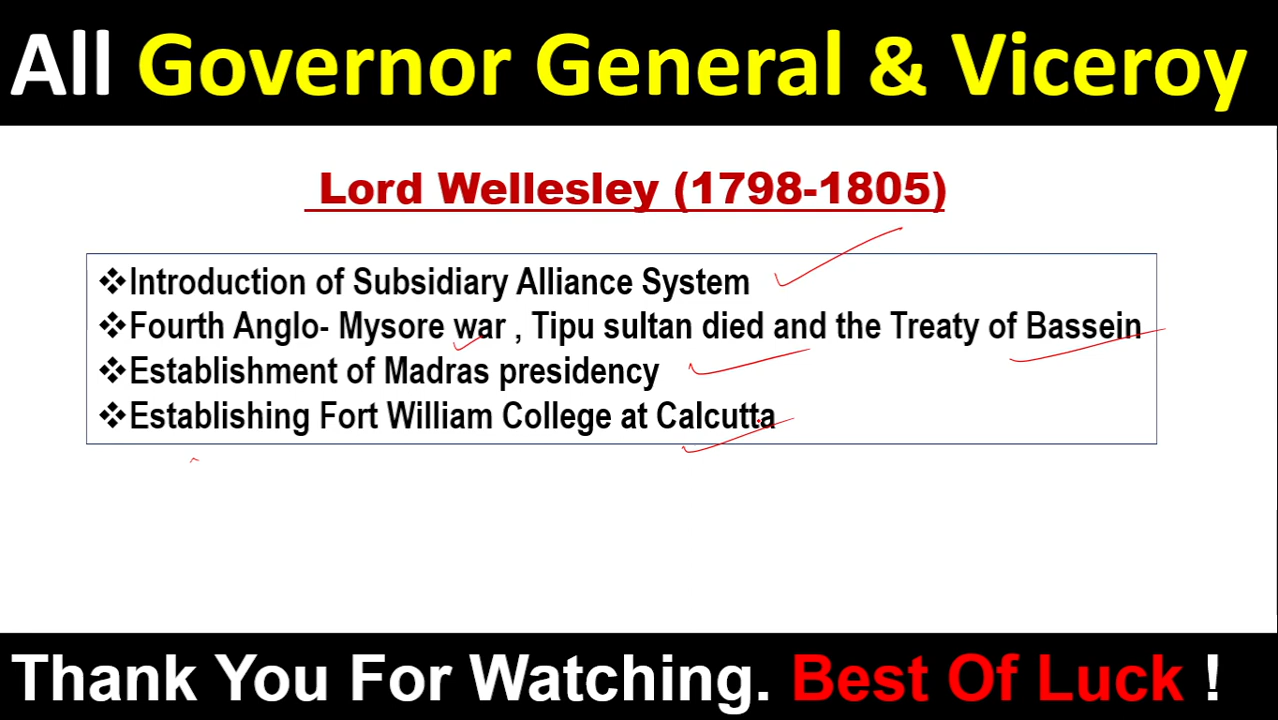 All Governor General & Viceroy
Lord Wellesley (1798-1805)
❖Introduction of Subsidiary Alliance System
❖Fourth Anglo- Mysore war , Tipu sultan died and the Treaty of Bassein
❖Establishment of Madras presidency
❖Establishing Fort William College at Calcutta
Thank You For Watching. Best Of Luck !